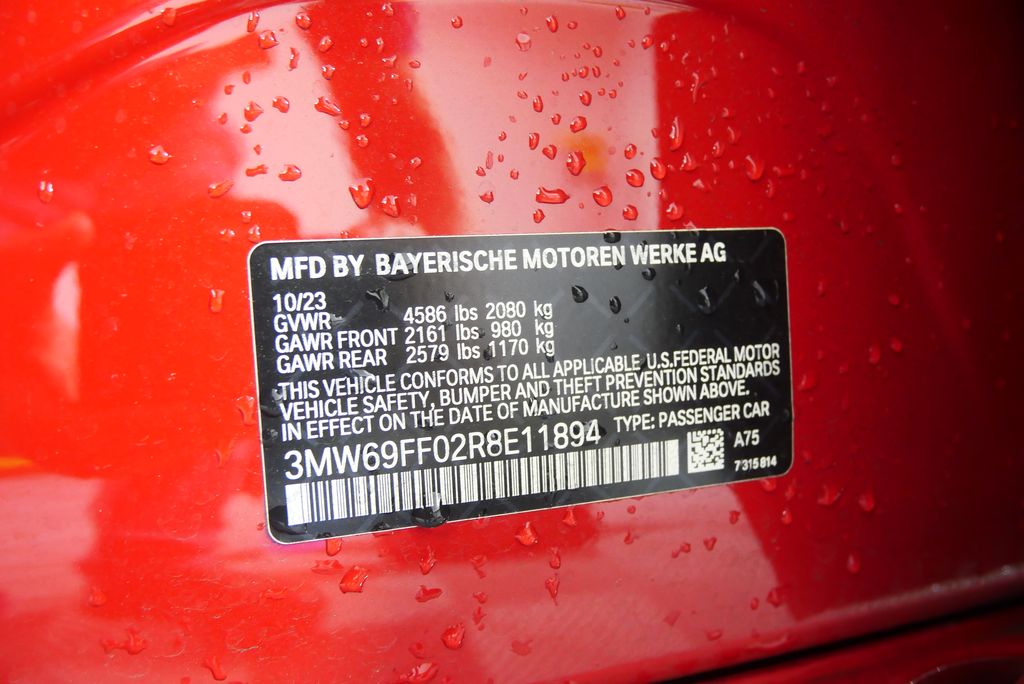 MFD BY BAYERISCHE MOTOREN WERKE AG
10/23
GVWR 4586 lbs 2080 kg
GAWR FRONT 2161 lbs 980 kg
GAWR REAR 2579 lbs 1170 kg
THIS VEHICLE CONFORMS TO ALL APPLICABLE U.S.FEDERAL MOTOR
VEHICLE SAFETY, BUMPER AND THEFT PREVENTION STANDARDS
IN EFFECT ON THE DATE OF MANUFACTURE SHOWN ABOVE.
3MW69FF02R8E11894 TYPE: PASSENGER CAR
A75
7315814